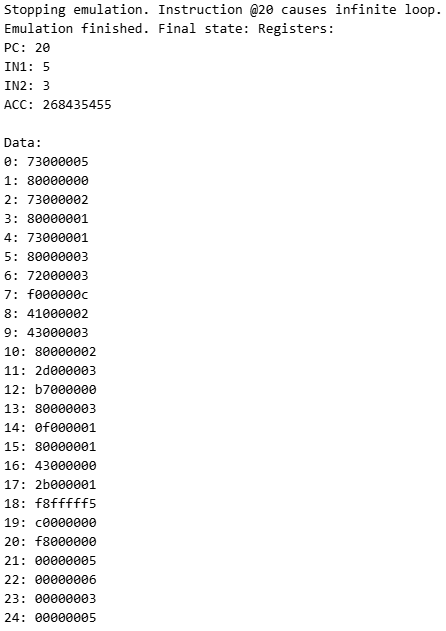 Stopping emulation. Instruction @20 causes infinite loop.
Emulation finished. Final state: Registers:
PC: 20
IN1: 5
IN2: 3
ACC: 268435455
Data:
0: 73000005
1: 80000000
2: 73000002
3: 80000001
4: 73000001
5: 80000003
6: 72000003
7: f000000c
8: 41000002
9: 43000003
10: 80000002
11: 2d000003
12: b7000000
13: 80000003
14: 0f000001
15: 80000001
16: 43000000
17: 2b000001
18: f8fffff5
19: c0000000
20: f8000000
21: 00000005
22: 00000006
23: 00000003
24: 00000005